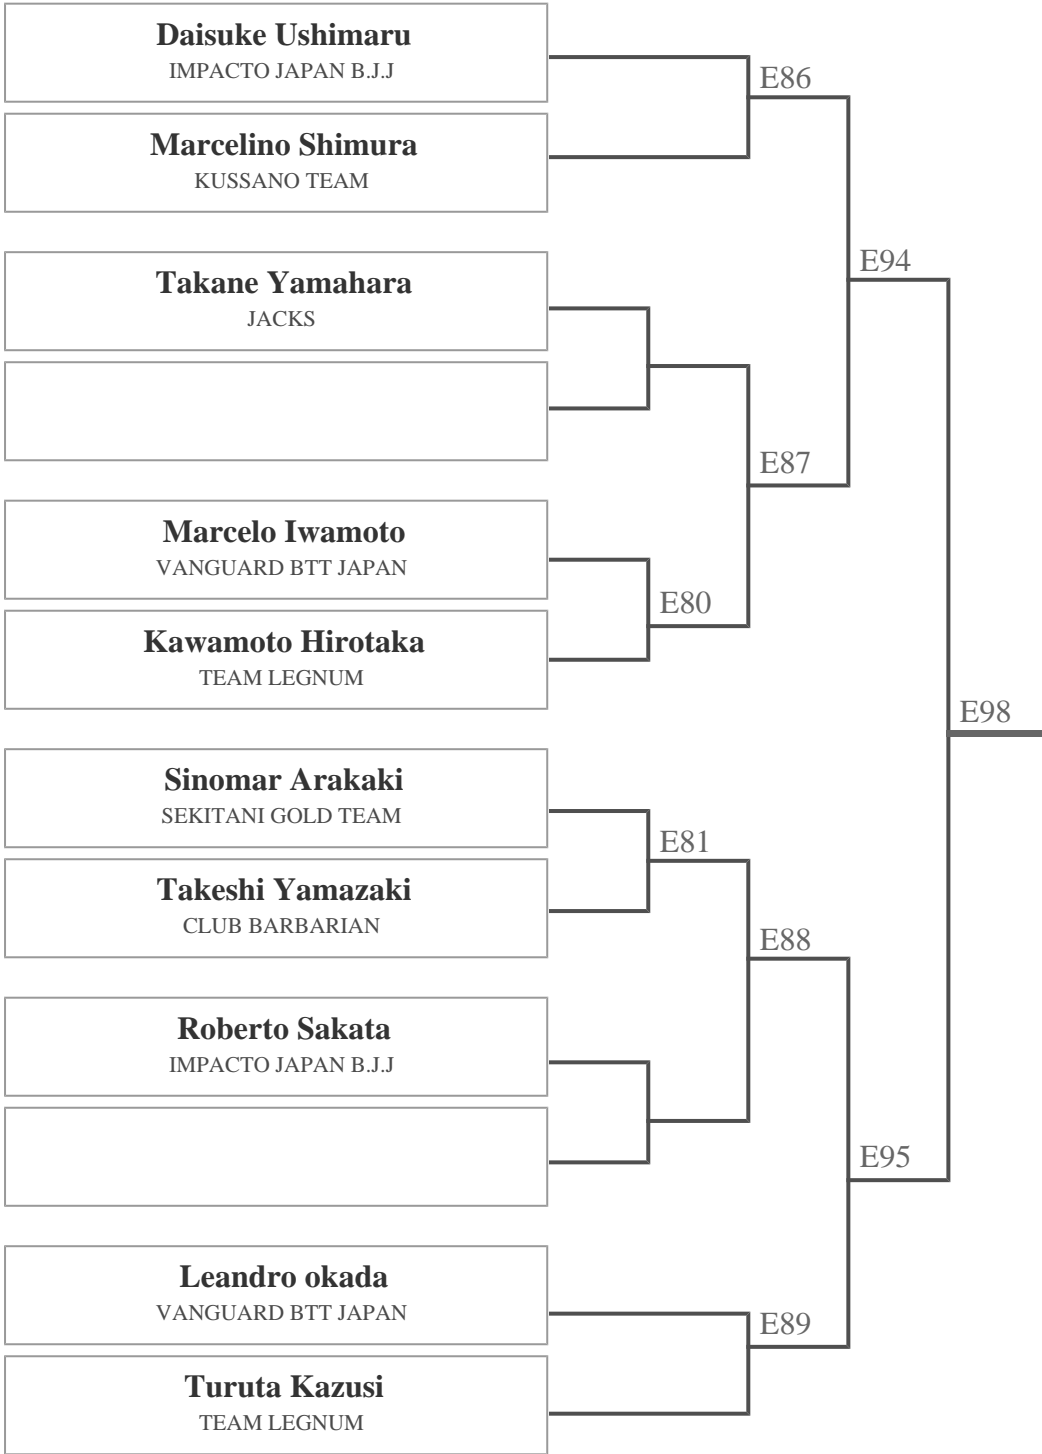 Daisuke Ushimaru
IMPACTO JAPAN B.J.J
E86
Marcelino Shimura
KUSSANO TEAM
E94
Takane Yamahara
JACKS
E87
Marcelo Iwamoto
VANGUARD BTT JAPAN
E80
Kawamoto Hirotaka
TEAM LEGNUM
E98
Sinomar Arakaki
SEKITANI GOLD TEAM
E81
Takeshi Yamazaki
CLUB BARBARIAN
E88
Roberto Sakata
IMPACTO JAPAN B.J.J
E95
Leandro okada
VANGUARD BTT JAPAN
E89
Turuta Kazusi
TEAM LEGNUM